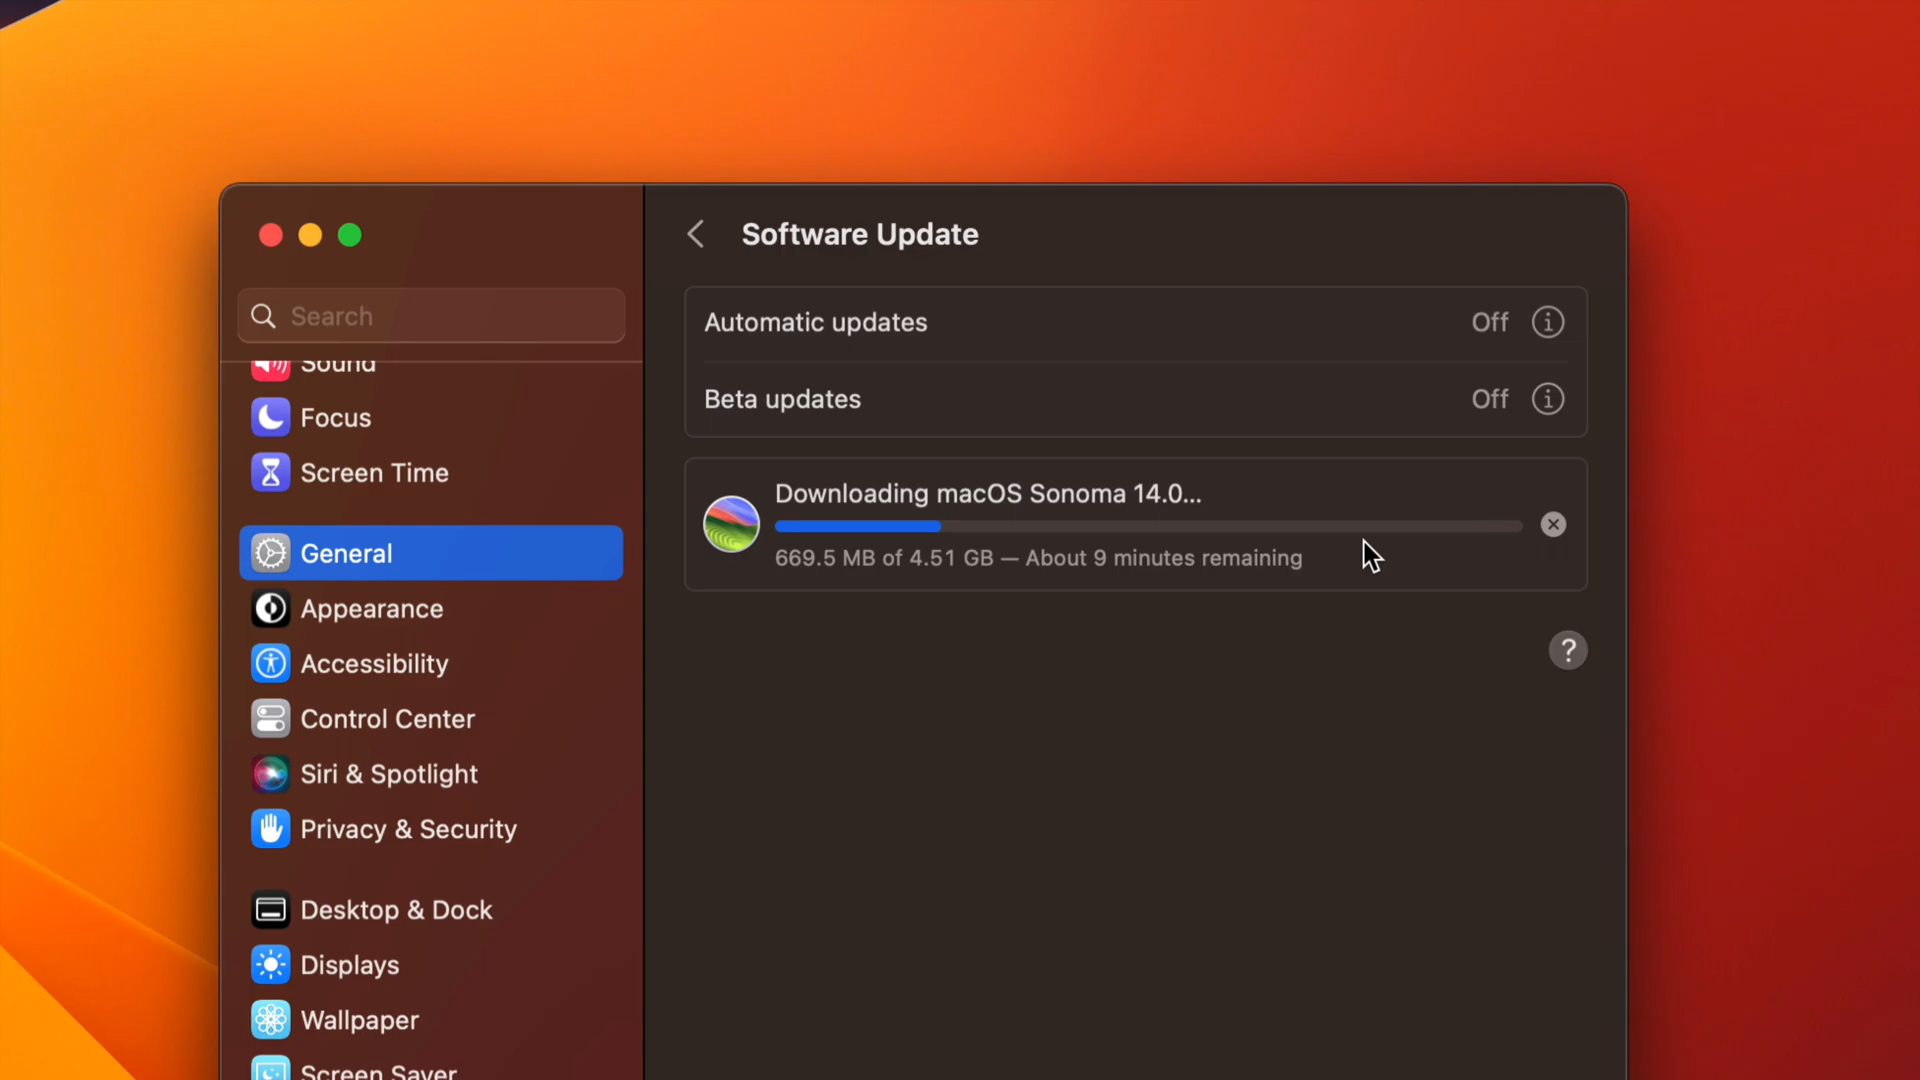 Software Update
Search
Automatic updates Off
Beta updates Off
Sound
Focus
Screen Time
Downloading macOS Sonoma 14.0...
669.5 MB of 4.51 GB — About 9 minutes remaining
General
Appearance
?
Accessibility
Control Center
Siri & Spotlight
Privacy & Security
Desktop & Dock
Displays
Wallpaper
Screen Saver